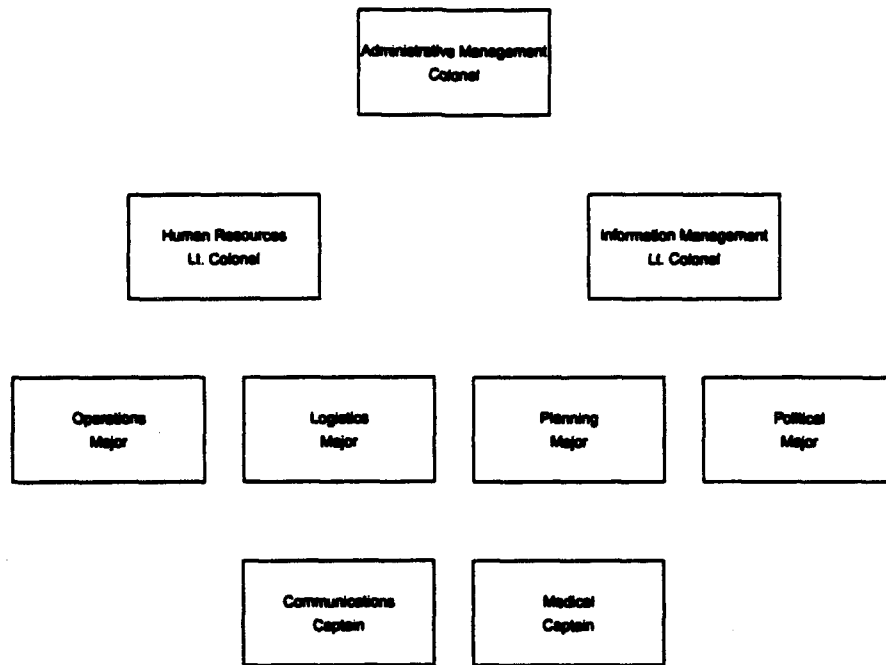 Administrative Management
Colonel
Human Resources
Lt. Colonel
Information Management
Lt. Colonel
Operations
Major
Logistics
Major
Planning
Major
Political
Major
Communications
Captain
Medical
Captain